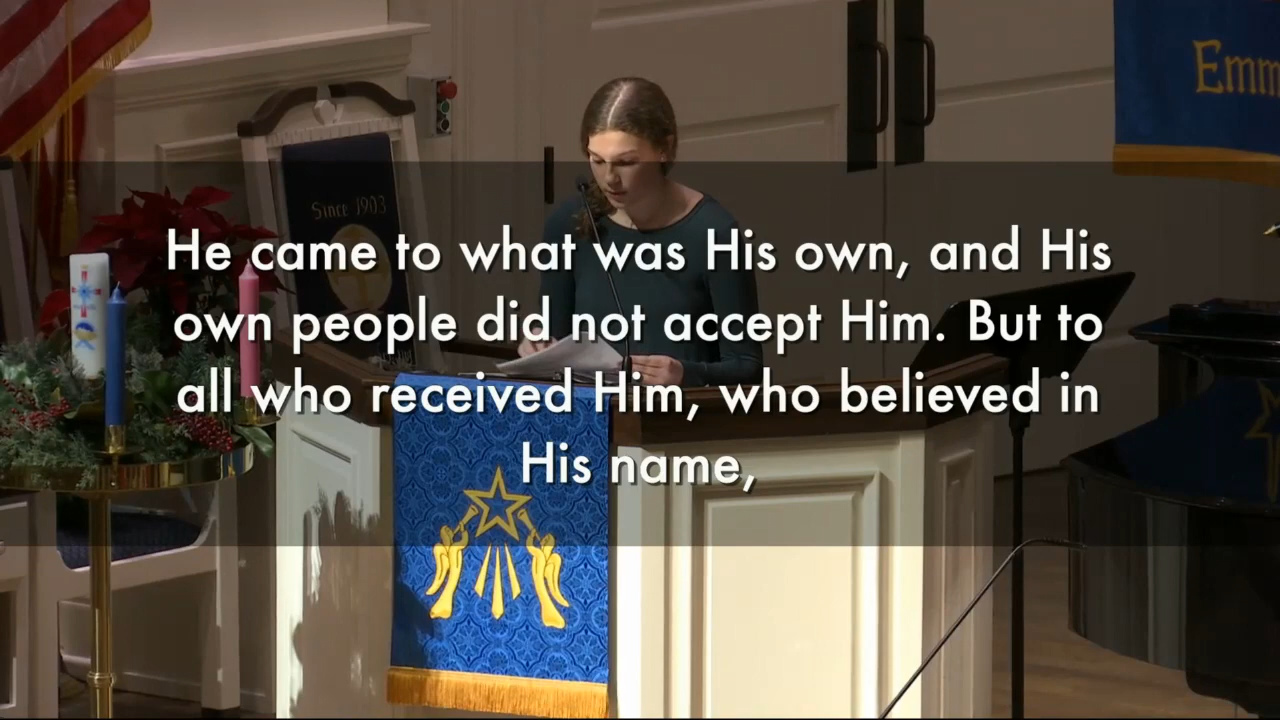 Emm
Since 1903
He came to what was His own, and His
own people did not accept Him. But to
all who received Him, who believed in
His name,